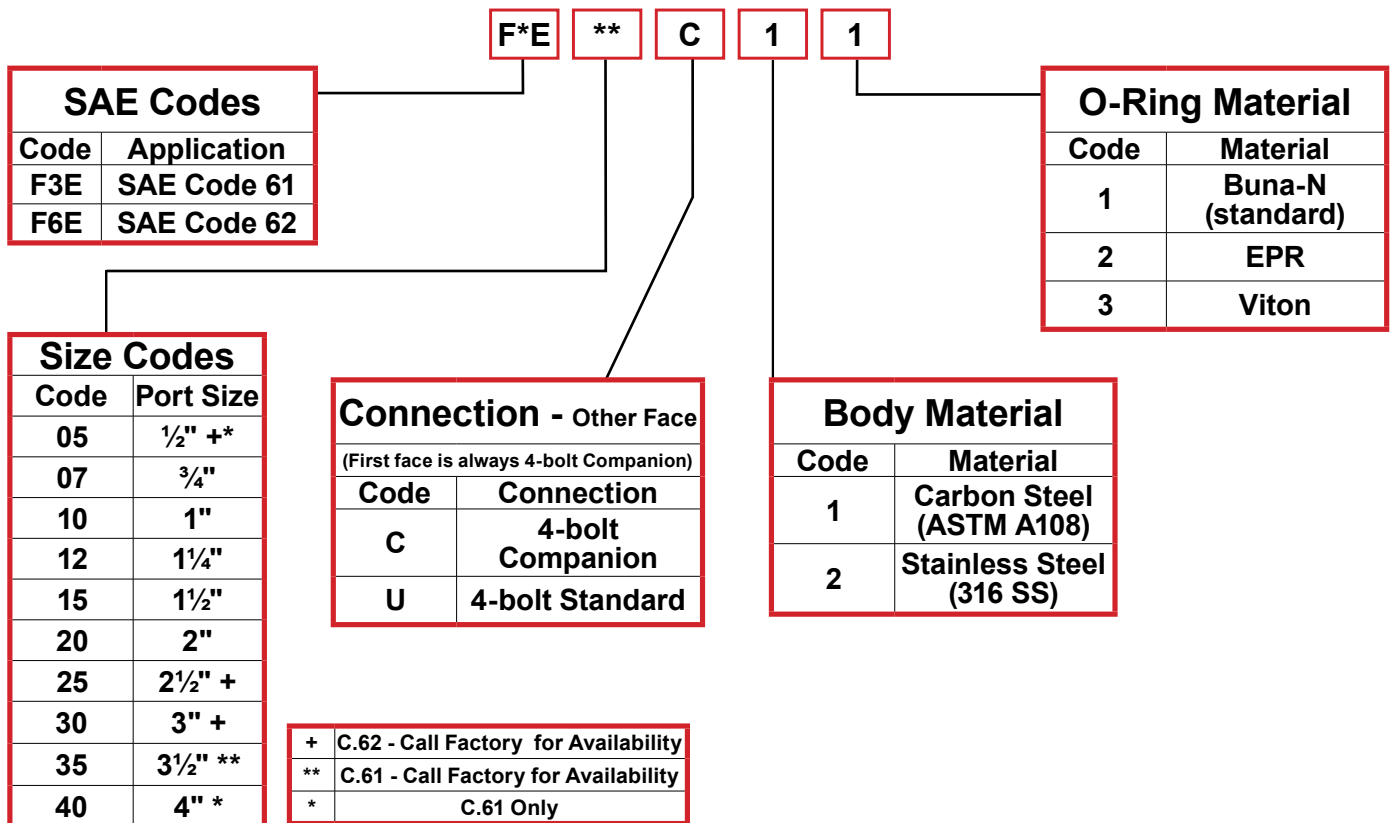 F*E ** C 1 1
SAE Codes
Code Application
F3E SAE Code 61
F6E SAE Code 62
O-Ring Material
Code Material
1 Buna-N
(standard)
2 EPR
3 Viton
Size Codes
Code Port Size
05 ½" +*
07 ¾"
10 1"
12 1¼"
15 1½"
20 2"
25 2½" +
30 3" +
35 3½" **
40 4" *
Connection - Other Face
(First face is always 4-bolt Companion)
Code Connection
C 4-bolt
Companion
U 4-bolt Standard
Body Material
Code Material
1 Carbon Steel
(ASTM A108)
2 Stainless Steel
(316 SS)
+ C.62 - Call Factory for Availability
** C.61 - Call Factory for Availability
* C.61 Only